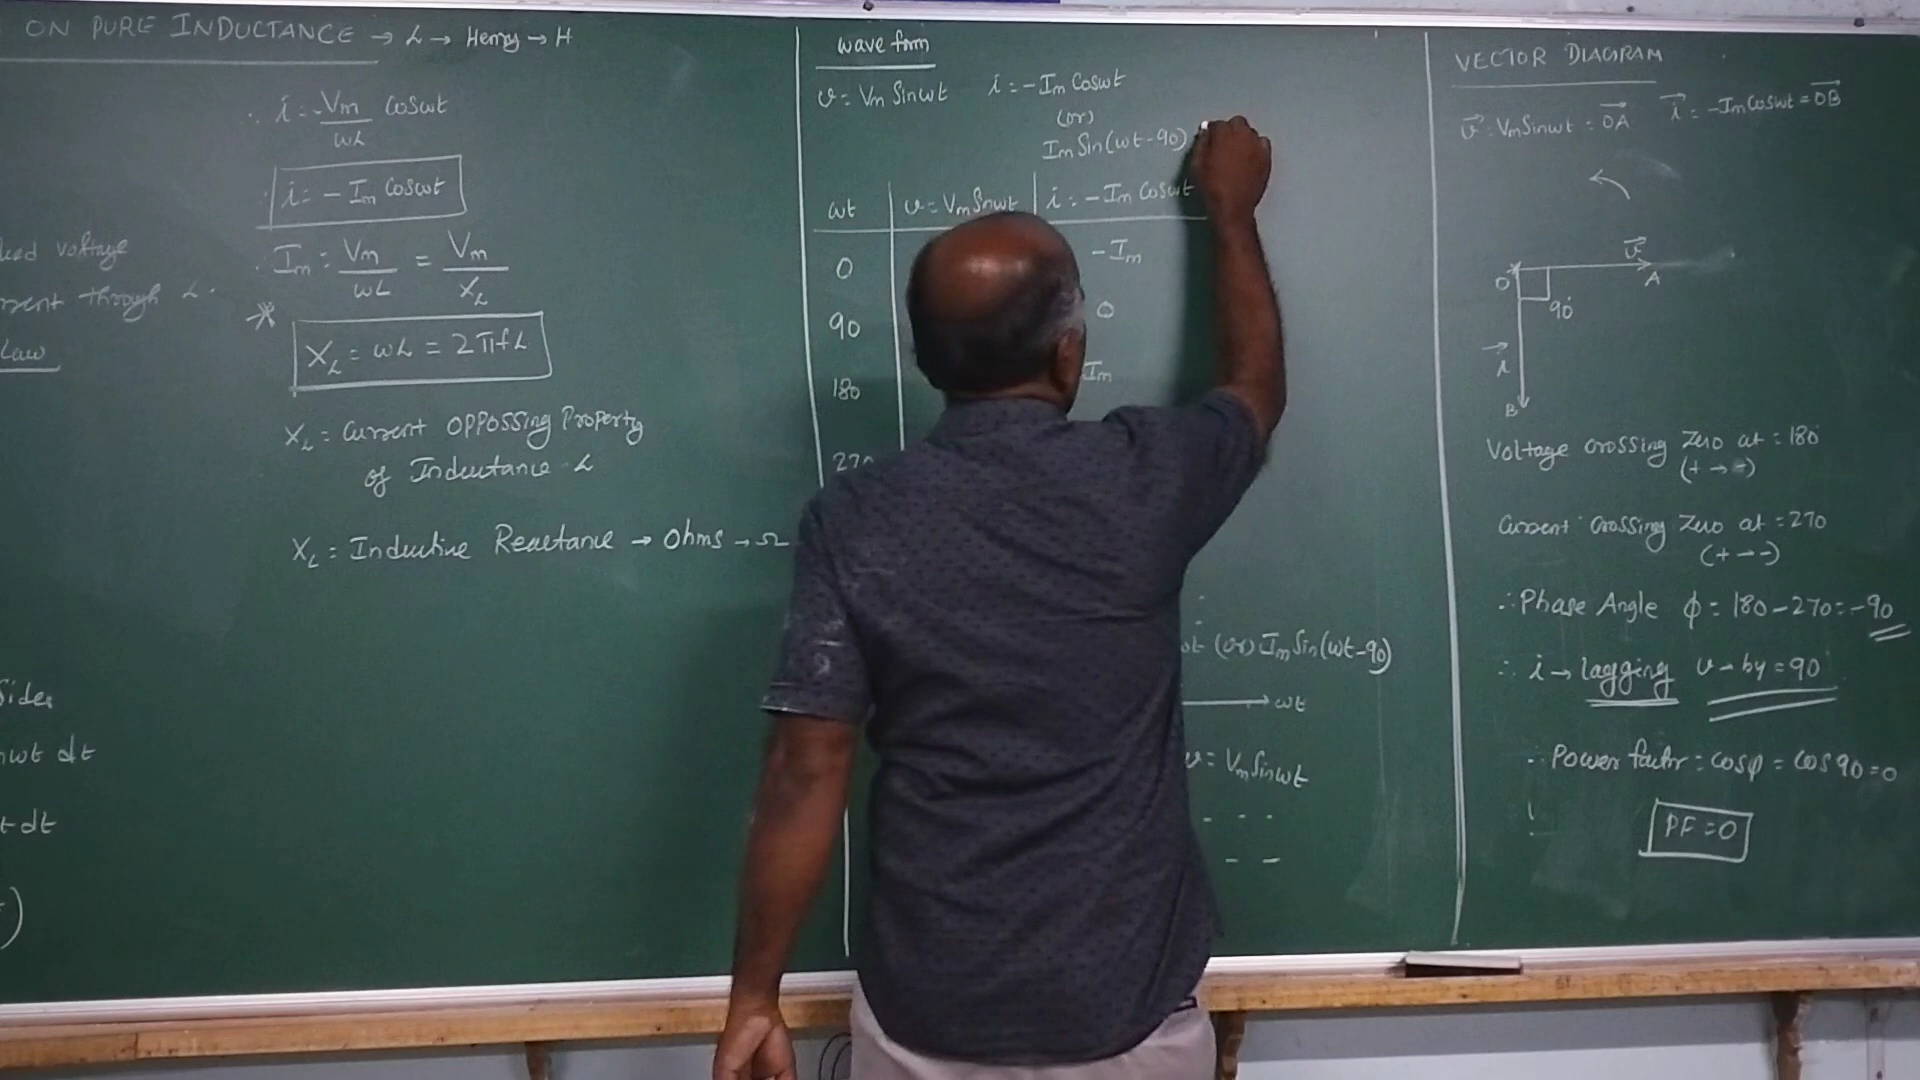 ON PURE INDUCTANCE → L → Henry → H
∴ i = -Vm/ωL cosωt
∴ i = - Im cosωt
∴ Im = Vm/ωL = Vm/XL
XL = ωL = 2πfL
XL = Current OPPOSSing Property
of Inductance - L
XL = Inductive Reactance → Ohms → Ω
voltage
through L.
Law
Sides
ωt dt
t dt
)
wave form
v = Vm Sinωt i = - Im Cosωt
(or)
Im Sin(ωt-90)
ωt v = Vm Sinωt i = - Im Cosωt
0 -Im
90 0
180 Im
270
ωt (or) Im Sin(ωt-90)
→ ωt
v = Vm Sinωt
VECTOR DIAGRAM
v = Vm Sinωt = OA i = -Im Cosωt = OB
v
O A
90
i
B
Voltage crossing Zero at = 180
(+ → -)
Current Crossing Zero at = 270
(+ → -)
∴ Phase Angle ϕ = 180 - 270 = -90
∴ i → lagging v - by = 90
∴ Power factor = cosφ = cos 90 = 0
PF = 0